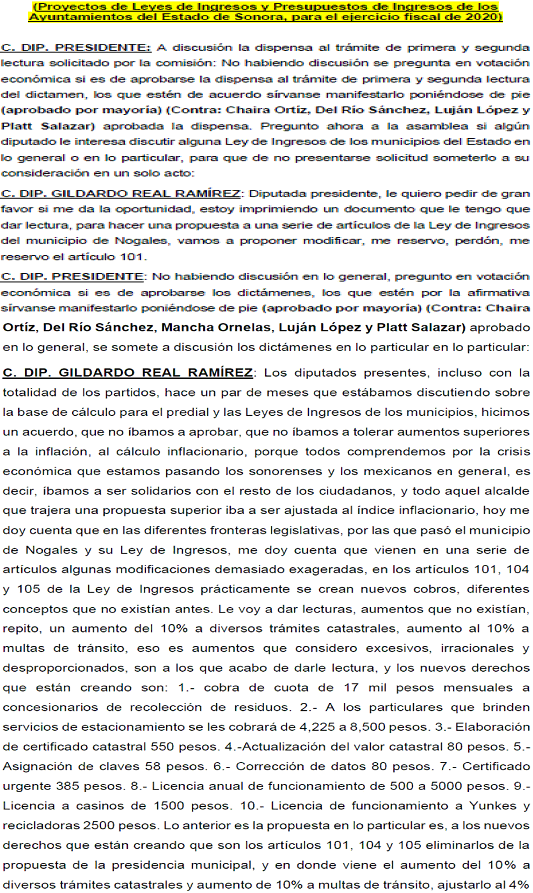 (Proyectos de Leyes de Ingresos y Presupuestos de Ingresos de los
Ayuntamientos del Estado de Sonora, para el ejercicio fiscal de 2020)
C. DIP. PRESIDENTE: A discusión la dispensa al trámite de primera y segunda
lectura solicitado por la comisión: No habiendo discusión se pregunta en votación
económica si es de aprobarse la dispensa al trámite de primera y segunda lectura
del dictamen, los que estén de acuerdo sírvanse manifestarlo poniéndose de pie
(aprobado por mayoría) (Contra: Chaira Ortíz, Del Río Sánchez, Luján López y
Platt Salazar) aprobada la dispensa. Pregunto ahora a la asamblea si algún
diputado le interesa discutir alguna Ley de Ingresos de los municipios del Estado en
lo general o en lo particular, para que de no presentarse solicitud someterlo a su
consideración en un solo acto:
C. DIP. GILDARDO REAL RAMÍREZ: Diputada presidente, le quiero pedir de gran
favor si me da la oportunidad, estoy imprimiendo un documento que le tengo que
dar lectura, para hacer una propuesta a una serie de artículos de la Ley de Ingresos
del municipio de Nogales, vamos a proponer modificar, me reservo, perdón, me
reservo el artículo 101.
C. DIP. PRESIDENTE: No habiendo discusión en lo general, pregunto en votación
económica si es de aprobarse los dictámenes, los que estén por la afirmativa
sírvanse manifestarlo poniéndose de pie (aprobado por mayoría) (Contra: Chaira
Ortíz, Del Río Sánchez, Mancha Ornelas, Luján López y Platt Salazar) aprobado
en lo general, se somete a discusión los dictámenes en lo particular en lo particular:
C. DIP. GILDARDO REAL RAMÍREZ: Los diputados presentes, incluso con la
totalidad de los partidos, hace un par de meses que estábamos discutiendo sobre
la base de cálculo para el predial y las Leyes de Ingresos de los municipios, hicimos
un acuerdo, que no íbamos a aprobar, que no íbamos a tolerar aumentos superiores
a la inflación, al cálculo inflacionario, porque todos comprendemos por la crisis
económica que estamos pasando los sonorenses y los mexicanos en general, es
decir, íbamos a ser solidarios con el resto de los ciudadanos, y todo aquel alcalde
que trajera una propuesta superior iba a ser ajustada al índice inflacionario, hoy me
doy cuenta que en las diferentes fronteras legislativas, por las que pasó el municipio
de Nogales y su Ley de Ingresos, me doy cuenta que vienen en una serie de
artículos algunas modificaciones demasiado exageradas, en los artículos 101, 104
y 105 de la Ley de Ingresos prácticamente se crean nuevos cobros, diferentes
conceptos que no existían antes. Le voy a dar lecturas, aumentos que no existían,
repito, un aumento del 10% a diversos trámites catastrales, aumento al 10% a
multas de tránsito, eso es aumentos que considero excesivos, irracionales y
desproporcionados, son a los que acabo de darle lectura, y los nuevos derechos
que están creando son: 1.- cobra de cuota de 17 mil pesos mensuales a
concesionarios de recolección de residuos. 2.- A los particulares que brinden
servicios de estacionamiento se les cobrará de 4,225 a 8,500 pesos. 3.- Elaboración
de certificado catastral 550 pesos. 4.-Actualización del valor catastral 80 pesos. 5.-
Asignación de claves 58 pesos. 6.- Corrección de datos 80 pesos. 7.- Certificado
urgente 385 pesos. 8.- Licencia anual de funcionamiento de 500 a 5000 pesos. 9.-
Licencia a casinos de 1500 pesos. 10.- Licencia de funcionamiento a Yunkes y
recicladoras 2500 pesos. Lo anterior es la propuesta en lo particular es, a los nuevos
derechos que están creando que son los artículos 101, 104 y 105 eliminarlos de la
propuesta de la presidencia municipal, y en donde viene el aumento del 10% a
diversos trámites catastrales y aumento de 10% a multas de tránsito, ajustarlo al 4%